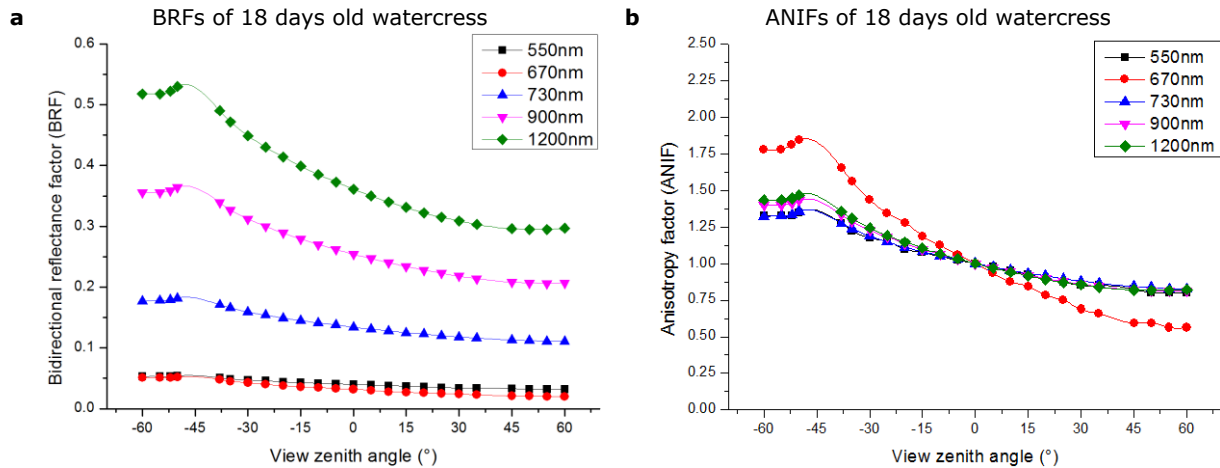 a
BRFs of 18 days old watercress
0.6
0.5
0.4
0.3
0.2
0.1
0.0
Bidirectional reflectance factor (BRF)
550nm
670nm
730nm
900nm
1200nm
-60 -45 -30 -15 0 15 30 45 60
View zenith angle (°)
b
ANIFs of 18 days old watercress
2.50
2.25
2.00
1.75
1.50
1.25
1.00
0.75
0.50
0.25
0.00
Anisotropy factor (ANIF)
550nm
670nm
730nm
900nm
1200nm
-60 -45 -30 -15 0 15 30 45 60
View zenith angle (°)